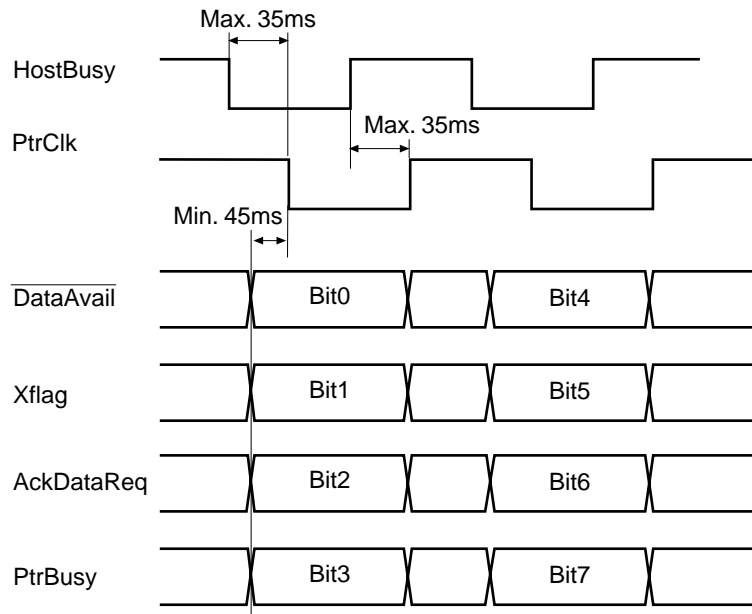 Max. 35ms
HostBusy
Max. 35ms
PtrClk
Min. 45ms
DataAvail
Bit0
Bit4
Xflag
Bit1
Bit5
AckDataReq
Bit2
Bit6
PtrBusy
Bit3
Bit7